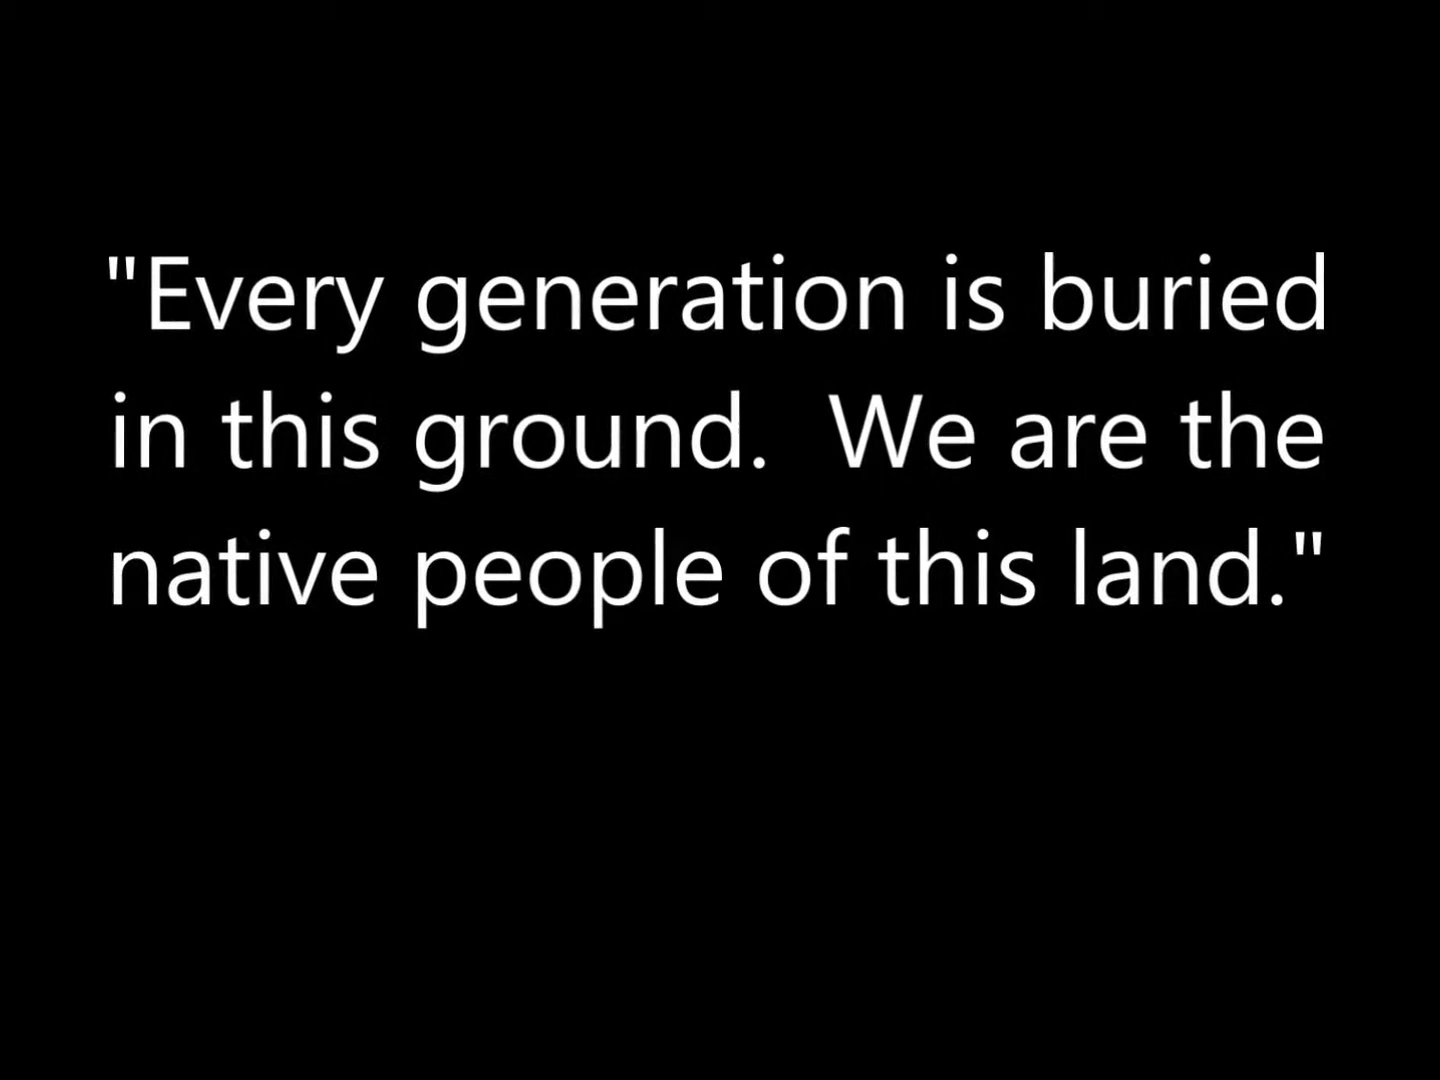 "Every generation is buried
in this ground.  We are the
native people of this land."